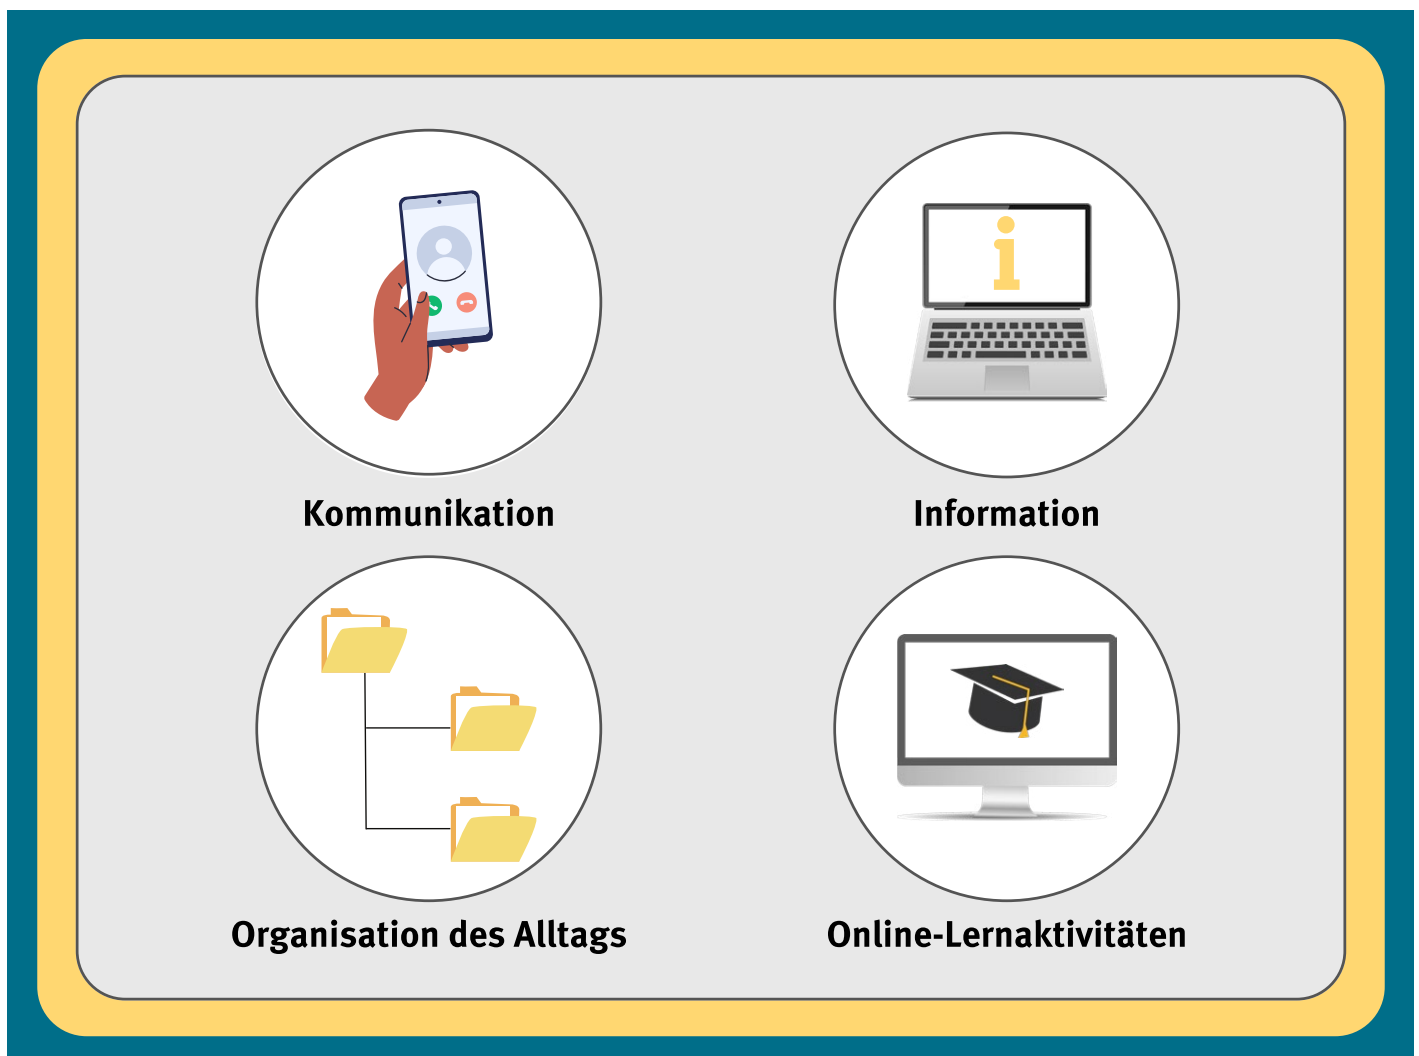 Kommunikation
Information
Organisation des Alltags
Online-Lernaktivitäten